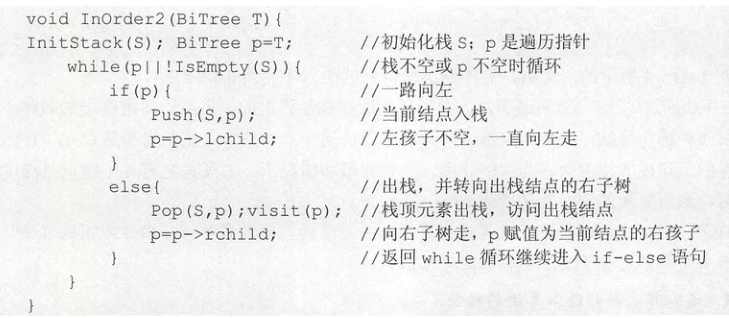 void InOrder2(BiTree T){
InitStack(S); BiTree p=T; //初始化栈 S；p 是遍历指针
while(p||!IsEmpty(S)){ //栈不空或 p 不空时循环
if(p){ //一路向左
Push(S,p); //当前结点入栈
p=p->lchild; //左孩子不空，一直向左走
}
else{ //出栈，并转向出栈结点的右子树
Pop(S,p);visit(p); //栈顶元素出栈，访问出栈结点
p=p->rchild; //向右子树走，p 赋值为当前结点的右孩子
} //返回 while 循环继续进入 if-else 语句
}
}